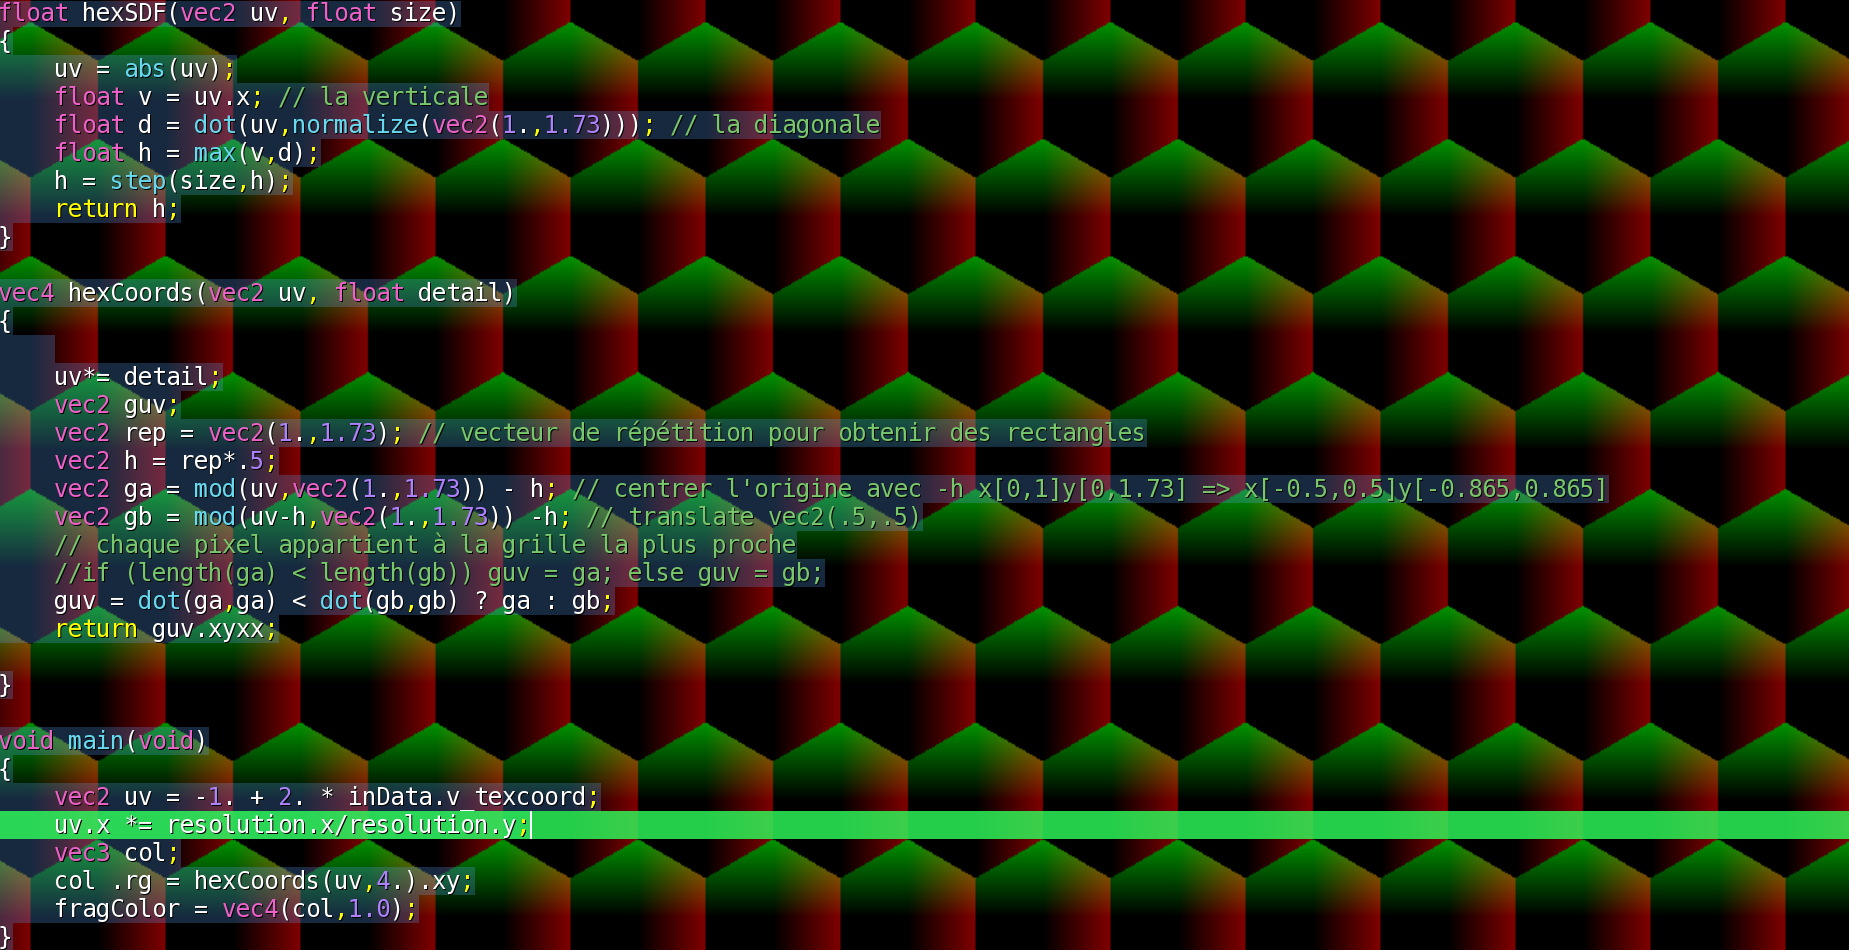 float hexSDF(vec2 uv, float size)
{
    uv = abs(uv);
    float v = uv.x; // la verticale
    float d = dot(uv,normalize(vec2(1.,1.73))); // la diagonale
    float h = max(v,d);
    h = step(size,h);
    return h;
}

vec4 hexCoords(vec2 uv, float detail)
{

    uv*= detail;
    vec2 guv;
    vec2 rep = vec2(1.,1.73); // vecteur de répétition pour obtenir des rectangles
    vec2 h = rep*.5;
    vec2 ga = mod(uv,vec2(1.,1.73)) - h; // centrer l'origine avec -h x[0,1]y[0,1.73] => x[-0.5,0.5]y[-0.865,0.865]
    vec2 gb = mod(uv-h,vec2(1.,1.73)) -h; // translate vec2(.5,.5)
    // chaque pixel appartient à la grille la plus proche
    //if (length(ga) < length(gb)) guv = ga; else guv = gb;
    guv = dot(ga,ga) < dot(gb,gb) ? ga : gb;
    return guv.xyxx;

}

void main(void)
{
    vec2 uv = -1. + 2. * inData.v_texcoord;
    uv.x *= resolution.x/resolution.y;
    vec3 col;
    col .rg = hexCoords(uv,4.).xy;
    fragColor = vec4(col,1.0);
}